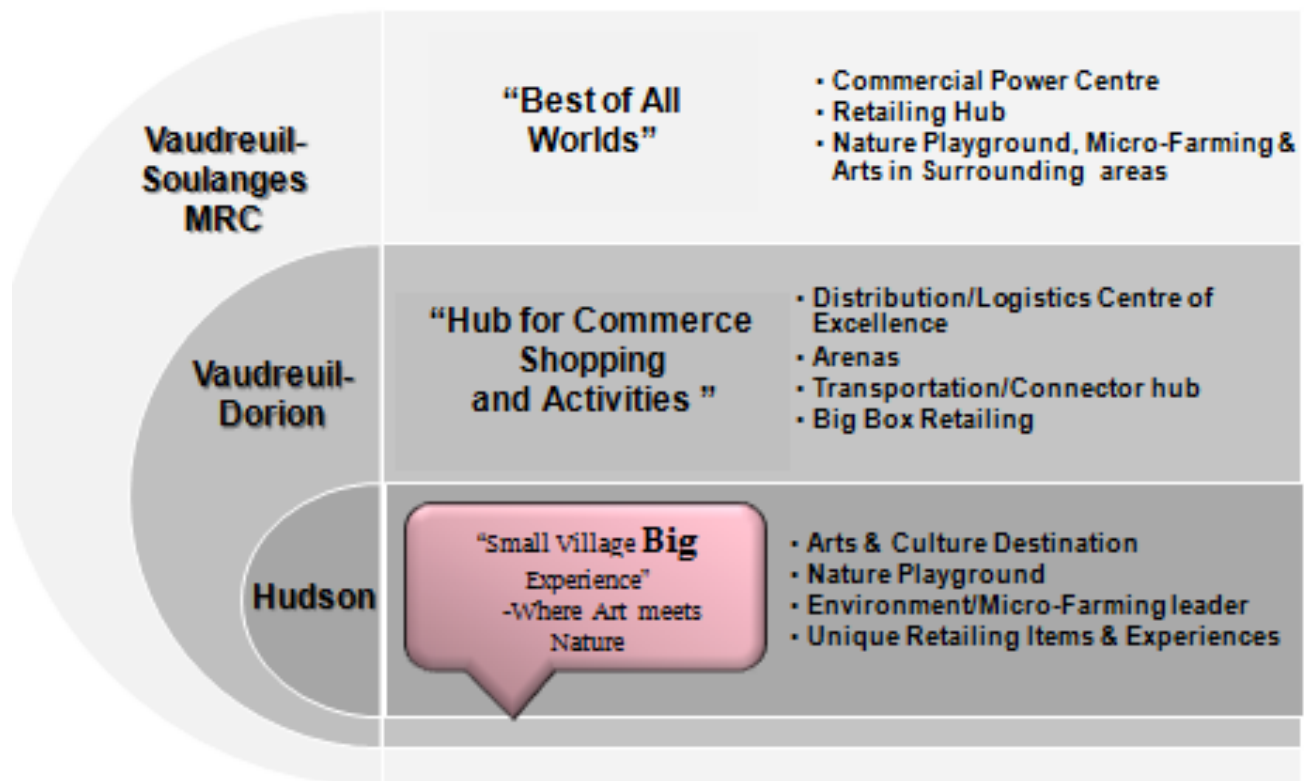 Vaudreuil-
Soulanges
MRC
“Best of All
Worlds”
▪ Commercial Power Centre
▪ Retailing Hub
▪ Nature Playground, Micro-Farming &
Arts in Surrounding areas
Vaudreuil-
Dorion
“Hub for Commerce
Shopping
and Activities ”
▪ Distribution/Logistics Centre of
Excellence
▪ Arenas
▪ Transportation/Connector hub
▪ Big Box Retailing
Hudson
“Small Village Big
Experience”
-Where Art meets
Nature
▪ Arts & Culture Destination
▪ Nature Playground
▪ Environment/Micro-Farming leader
▪ Unique Retailing Items & Experiences